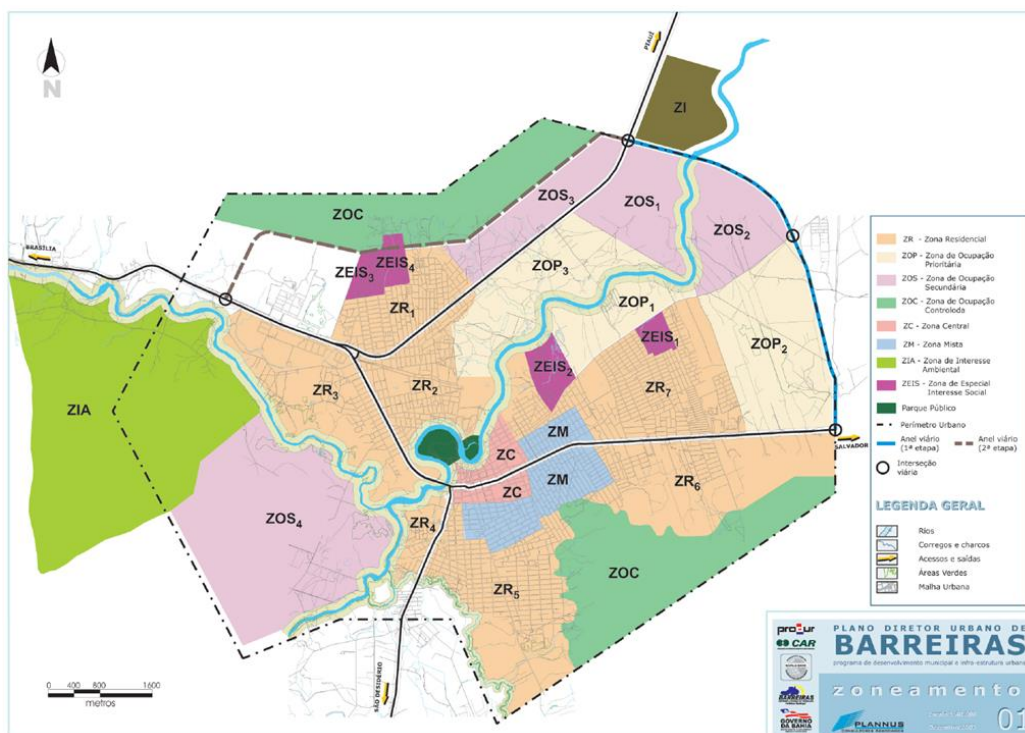 N
PIAUÍ
ZI
ZOC
ZOS3
ZOS1
ZOS2
BRASÍLIA
ZEIS3
ZEIS4
ZOP3
ZOP1
ZR1
ZEIS1
ZOP2
ZEIS2
ZR3
ZR2
ZR7
ZIA
ZM
ZC
SALVADOR
ZC
ZM
ZR6
ZOS4
ZR4
ZOC
ZR5
SÃO DESIDÉRIO
0 400 800 1600
metros
ZR - Zona Residencial
ZOP - Zona de Ocupação
Prioritária
ZOS - Zona de Ocupação
Secundária
ZOC - Zona de Ocupação
Controloda
ZC - Zona Central
ZM - Zona Mista
ZIA - Zona de Interesse
Ambiental
ZEIS - Zona de Especial
Interesse Social
Parque Público
Perímetro Urbano
Anel viário
(1ª etapa)
Anel viário
(2ª etapa)
Interseção
viária
LEGENDA GERAL
Rios
Corregos e charcos
Acessos e saídas
Áreas Verdes
Malha Urbana
CAR
PLANO DIRETOR URBANO DE
BARREIRAS
programa de desenvolvimento municipal e infra-estrutura urbana
BARREIRAS
zoneamento
GOVERNO
DA BAHIA
PLANNUS
01